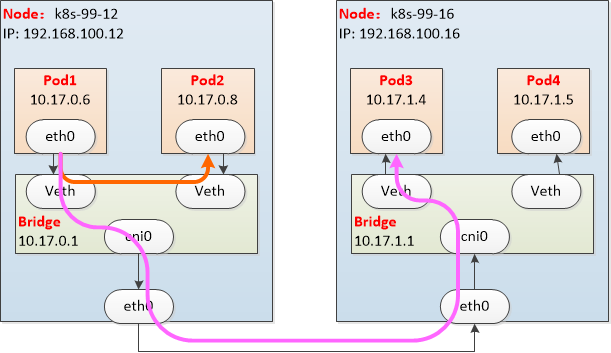 Node: k8s-99-12
IP: 192.168.100.12
Pod1
10.17.0.6
eth0
Pod2
10.17.0.8
eth0
Veth
Veth
Bridge
10.17.0.1
cni0
eth0
Node: k8s-99-16
IP: 192.168.100.16
Pod3
10.17.1.4
eth0
Pod4
10.17.1.5
eth0
Veth
Veth
Bridge
10.17.1.1
cni0
eth0